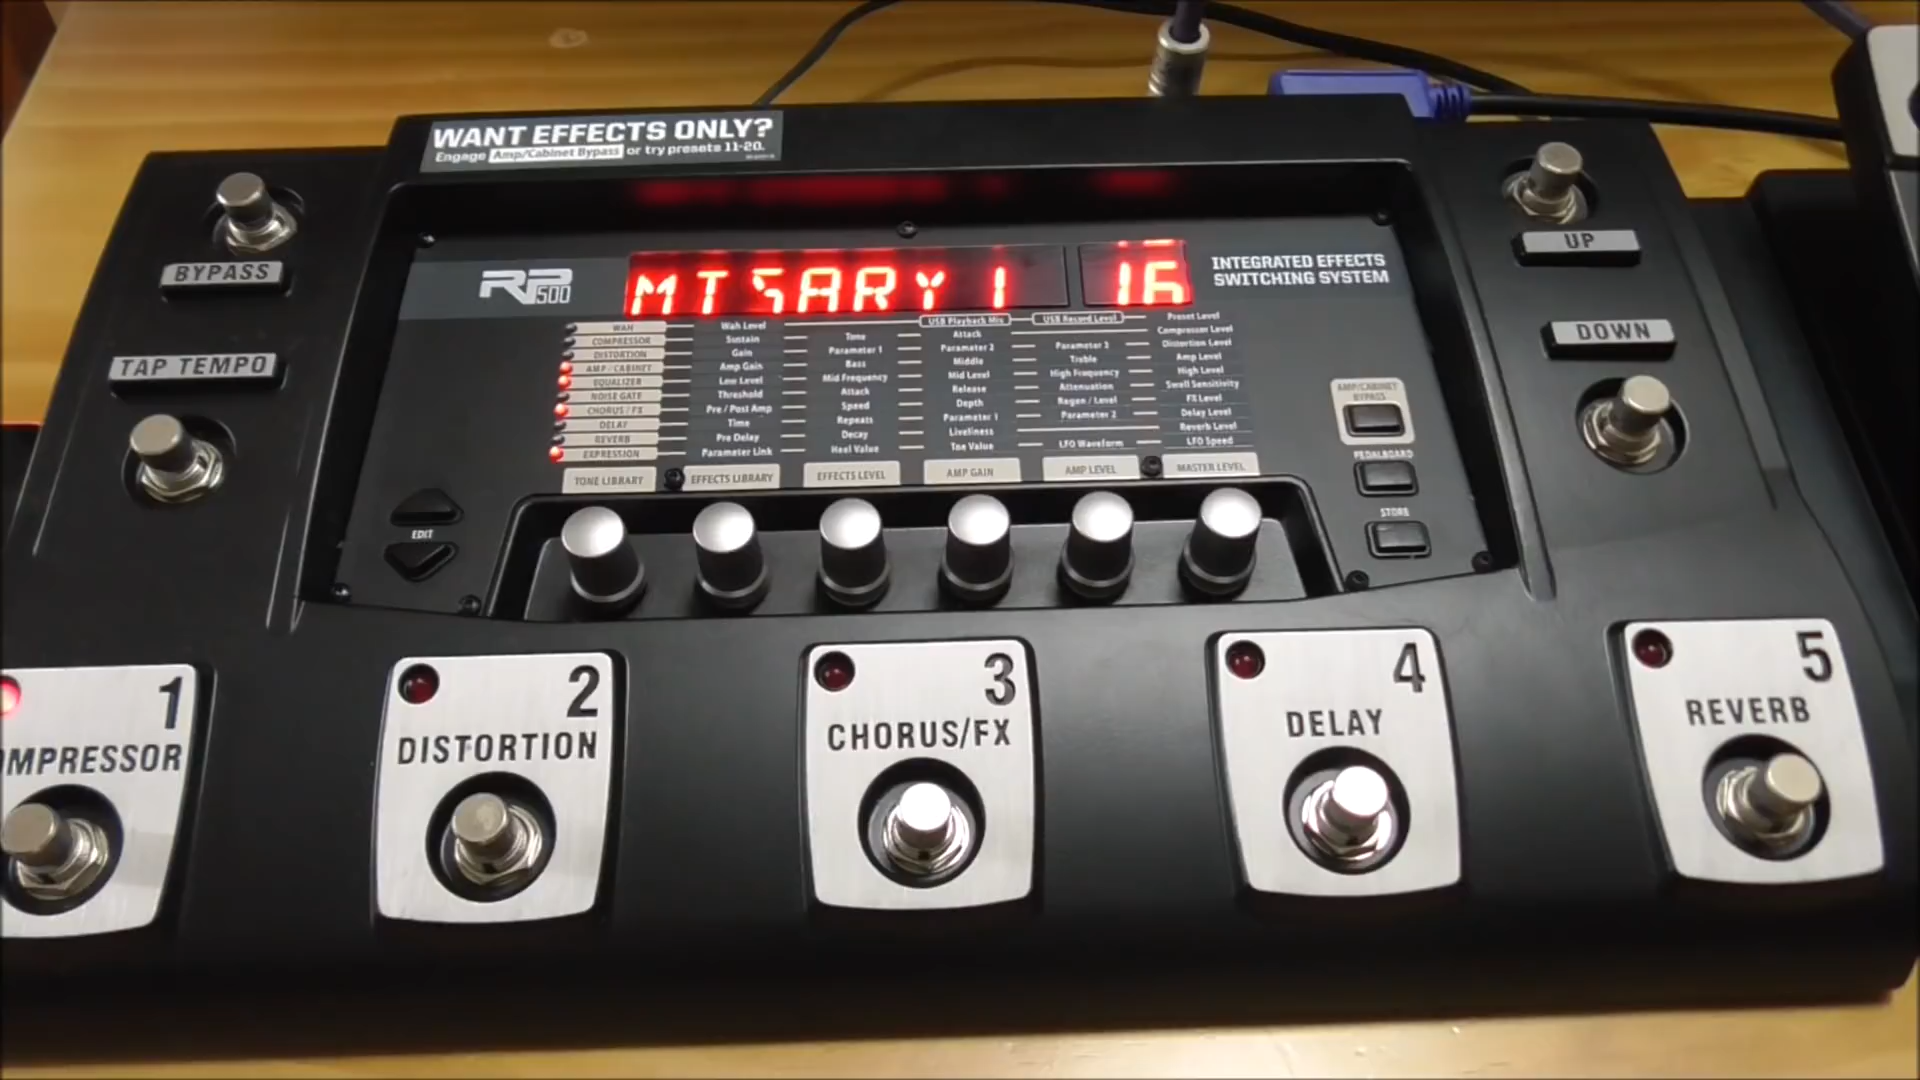 WANT EFFECTS ONLY?
Engage Amp/Cabinet Bypass or try presets 11-20.
BYPASS
UP
RP500
MTSARY1 16
INTEGRATED EFFECTS
SWITCHING SYSTEM
TAP TEMPO
DOWN
WAH Wah Level USB Playback Mix USB Record Level Preset Level
COMPRESSOR Sustain Tone Attack Compressor Level
DISTORTION Gain Parameter 1 Parameter 2 Parameter 3 Distortion Level
AMP / CABINET Amp Gain Bass Middle Treble Amp Level
EQUALIZER Low Level Mid Frequency Mid Level High Frequency High Level
NOISE GATE Threshold Attack Release Attenuation Swell Sensitivity
CHORUS / FX Pre / Post Amp Speed Depth Regen / Level FX Level
DELAY Time Repeats Parameter 1 Parameter 2 Delay Level
REVERB Pre Delay Decay Liveliness Reverb Level
EXPRESSION Parameter Link Heel Value Toe Value LFO Waveform LFO Speed
TONE LIBRARY EFFECTS LIBRARY EFFECTS LEVEL AMP GAIN AMP LEVEL MASTER LEVEL
AMP/CABINET
BYPASS
PEDALBOARD
STORE
EDIT
1
OMPRESSOR
2
DISTORTION
3
CHORUS/FX
4
DELAY
5
REVERB